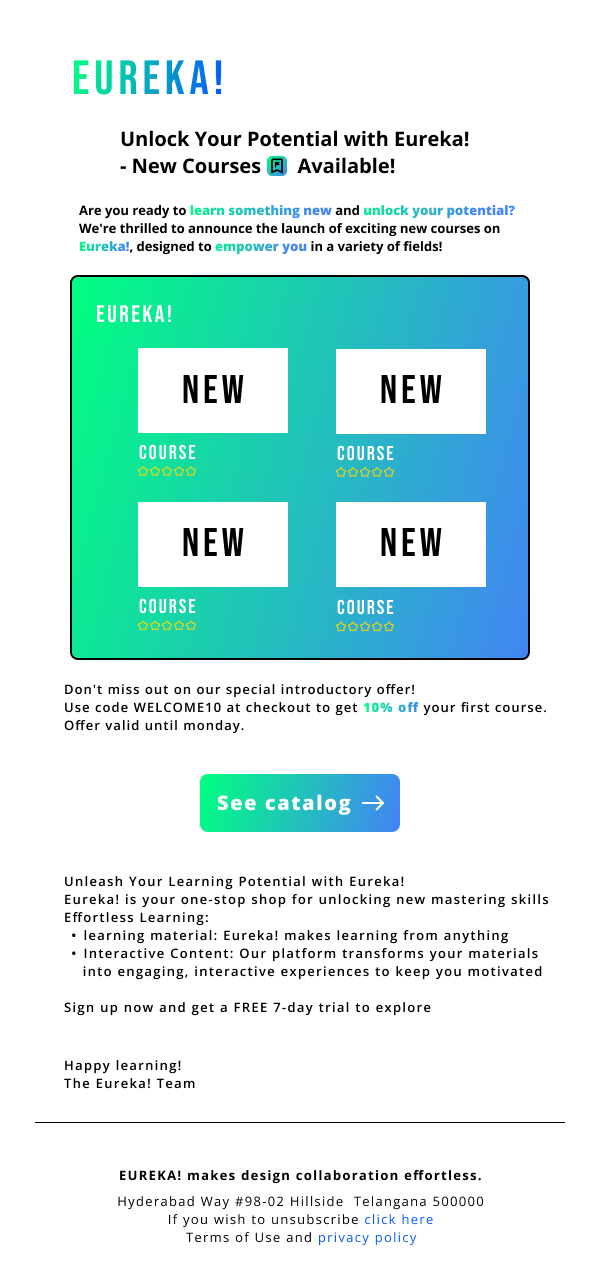 EUREKA!
Unlock Your Potential with Eureka!
- New Courses Available!
Are you ready to learn something new and unlock your potential?
We're thrilled to announce the launch of exciting new courses on
Eureka!, designed to empower you in a variety of fields!
EUREKA!
NEW NEW
COURSE COURSE
NEW NEW
COURSE COURSE
Don't miss out on our special introductory offer!
Use code WELCOME10 at checkout to get 10% off your first course.
Offer valid until monday.
See catalog →
Unleash Your Learning Potential with Eureka!
Eureka! is your one-stop shop for unlocking new mastering skills
Effortless Learning:
• learning material: Eureka! makes learning from anything
• Interactive Content: Our platform transforms your materials
into engaging, interactive experiences to keep you motivated
Sign up now and get a FREE 7-day trial to explore
Happy learning!
The Eureka! Team
EUREKA! makes design collaboration effortless.
Hyderabad Way #98-02 Hillside  Telangana 500000
If you wish to unsubscribe click here
Terms of Use and privacy policy